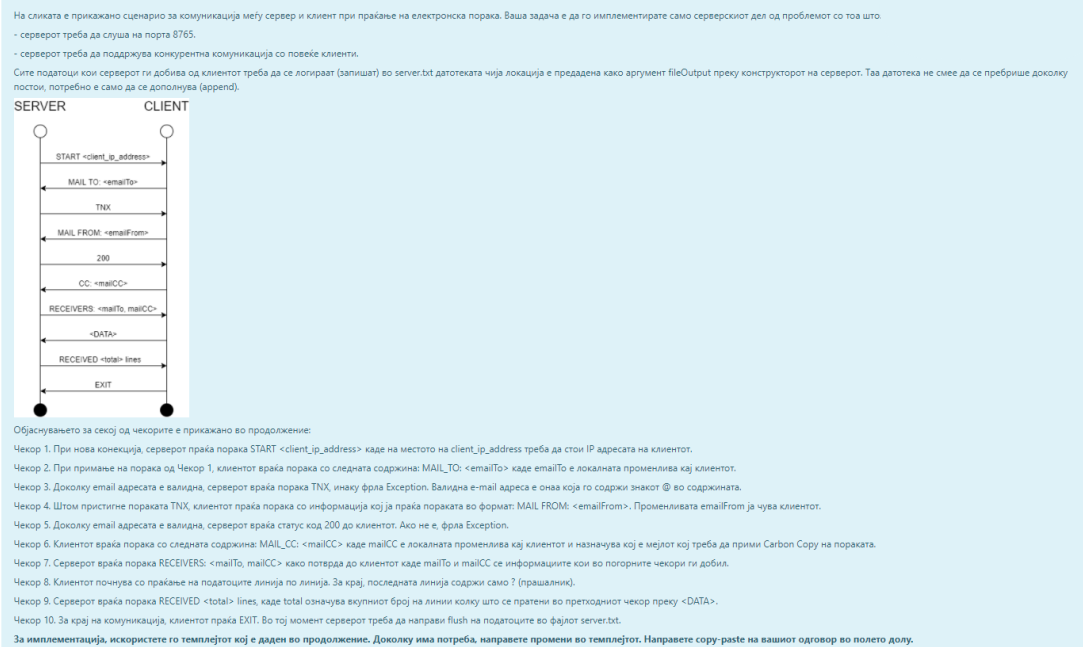 На сликата е прикажано сценарио за комуникација меѓу сервер и клиент при праќање на електронска порака. Ваша задача е да го имплементирате само серверскиот дел од проблемот со тоа што
- серверот треба да слуша на порта 8765.
- серверот треба да поддржува конкурентна комуникација со повеќе клиенти.
Сите податоци кои серверот ги добива од клиентот треба да се логираат (запишат) во server.txt датотеката чија локација е предадена како аргумент fileOutput преку конструкторот на серверот. Таа датотека не смее да се пребрише доколку
постои, потребно е само да се дополнува (append).
SERVER CLIENT
START <client_ip_address>
MAIL TO: <emailTo>
TNX
MAIL FROM: <emailFrom>
200
CC: <mailCC>
RECEIVERS: <mailTo, mailCC>
<DATA>
RECEIVED <total> lines
EXIT
Објаснувањето за секој од чекорите е прикажано во продолжение:
Чекор 1. При нова конекција, серверот праќа порака START <client_ip_address> каде на местото на client_ip_address треба да стои IP адресата на клиентот.
Чекор 2. При примање на порака од Чекор 1, клиентот враќа порака со следната содржина: MAIL_TO: <emailTo> каде emailTo е локалната променлива кај клиентот.
Чекор 3. Доколку email адресата е валидна, серверот враќа порака TNX, инаку фрла Exception. Валидна e-mail адреса е онаа која го содржи знакот @ во содржината.
Чекор 4. Штом пристигне пораката TNX, клиентот праќа порака со информација кој ја праќа пораката во формат: MAIL FROM: <emailFrom>. Променливата emailFrom ја чува клиентот.
Чекор 5. Доколку email адресата е валидна, серверот враќа статус код 200 до клиентот. Ако не е, фрла Exception.
Чекор 6. Клиентот враќа порака со следната содржина: MAIL_CC: <mailCC> каде mailCC е локалната променлива кај клиентот и назначува кој е мејлот кој треба да прими Carbon Copy на пораката.
Чекор 7. Серверот враќа порака RECEIVERS: <mailTo, mailCC> како потврда до клиентот каде mailTo и mailCC се информациите кои во погорните чекори ги добил.
Чекор 8. Клиентот почнува со праќање на податоците линија по линија. За крај, последната линија содржи само ? (прашалник).
Чекор 9. Серверот враќа порака RECEIVED <total> lines, каде total означува вкупниот број на линии колку што се пратени во претходниот чекор преку <DATA>.
Чекор 10. За крај на комуникација, клиентот праќа EXIT. Во тој момент серверот треба да направи flush на податоците во фајлот server.txt.
За имплементација, искористете го темплејтот кој е даден во продолжение. Доколку има потреба, направете промени во темплејтот. Направете copy-paste на вашиот одговор во полето долу.